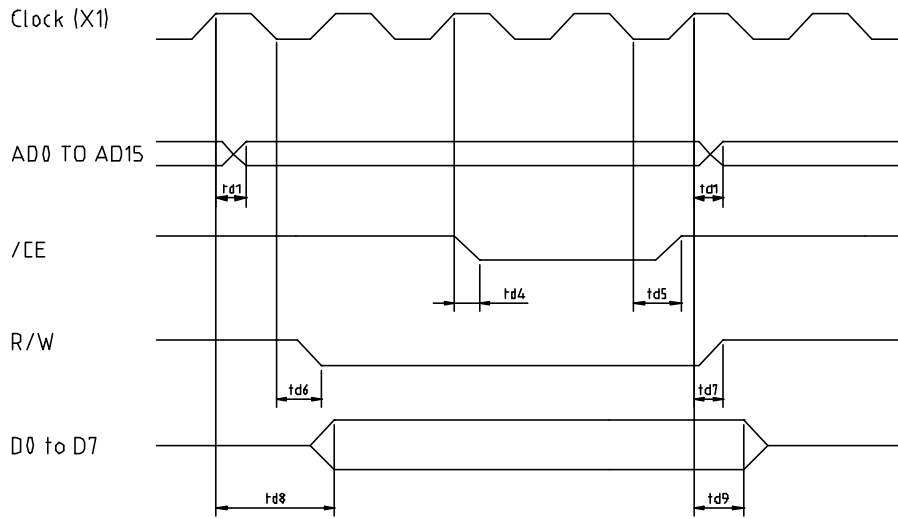 Clock (X1)
AD0 TO AD15
td1
td1
/CE
td4
td5
R/W
td6
td7
D0 to D7
td8
td9